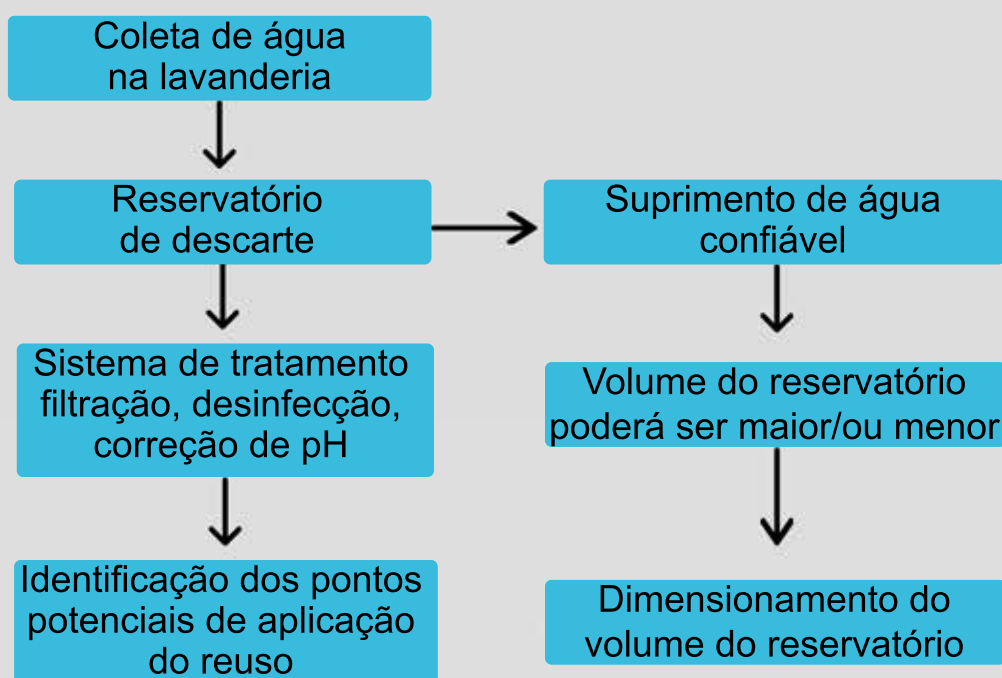 Coleta de água
na lavanderia
Reservatório
de descarte
Suprimento de água
confiável
Sistema de tratamento
filtração, desinfecção,
correção de pH
Volume do reservatório
poderá ser maior/ou menor
Identificação dos pontos
potenciais de aplicação
do reuso
Dimensionamento do
volume do reservatório